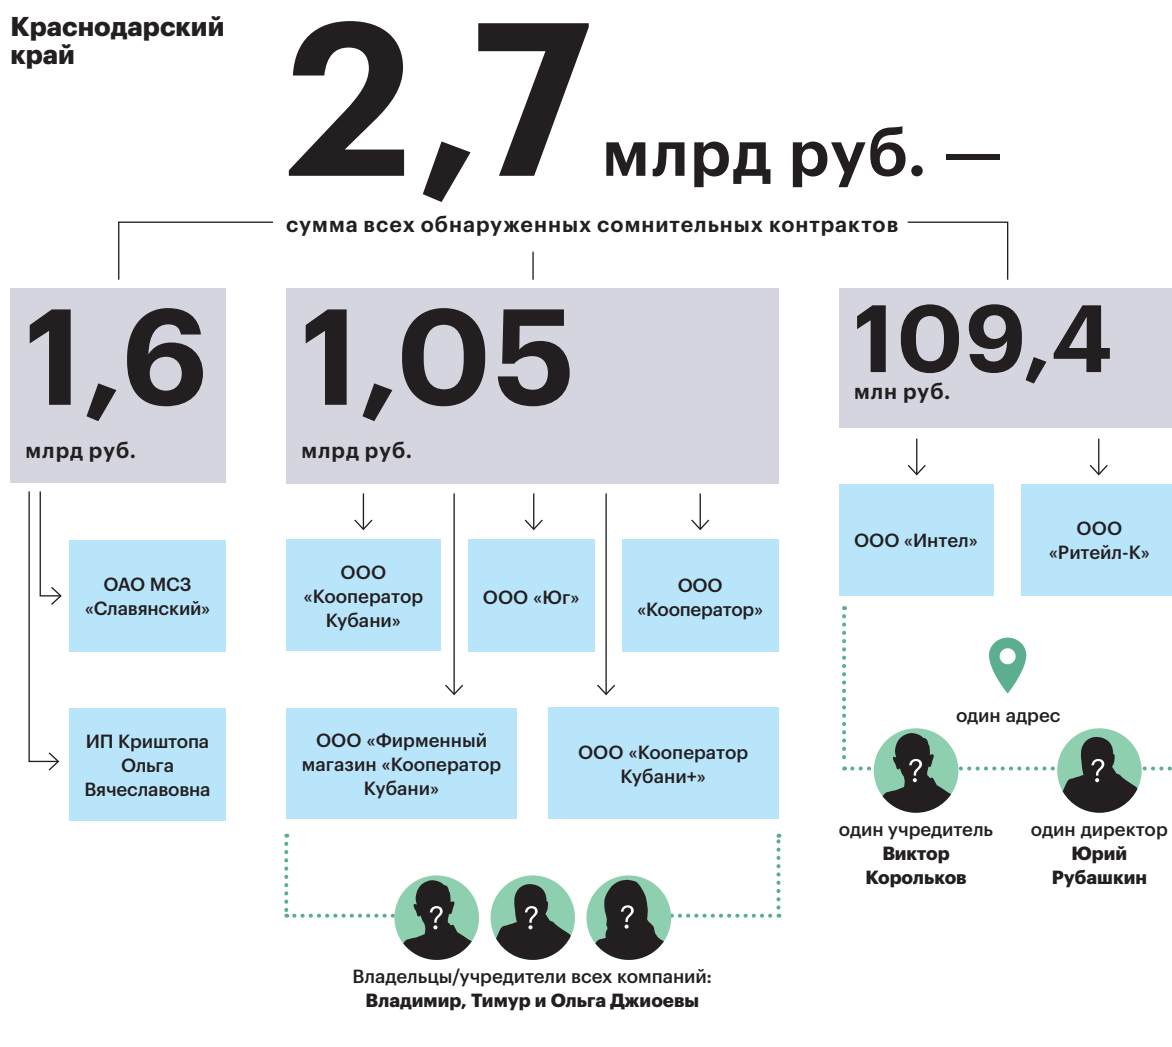 Краснодарский
край
2,7 млрд руб. —
сумма всех обнаруженных сомнительных контрактов
1,6
млрд руб.
ОАО МСЗ
«Славянский»
ИП Криштопа
Ольга
Вячеславовна
1,05
млрд руб.
ООО
«Кооператор
Кубани»
ООО «Юг»
ООО
«Кооператор»
ООО «Фирменный
магазин «Кооператор
Кубани»
ООО «Кооператор
Кубани+»
?
?
?
Владельцы/учредители всех компаний:
Владимир, Тимур и Ольга Джиоевы
109,4
млн руб.
ООО «Интел»
ООО
«Ритейл-К»
один адрес
?
?
один учредитель
Виктор
Корольков
один директор
Юрий
Рубашкин